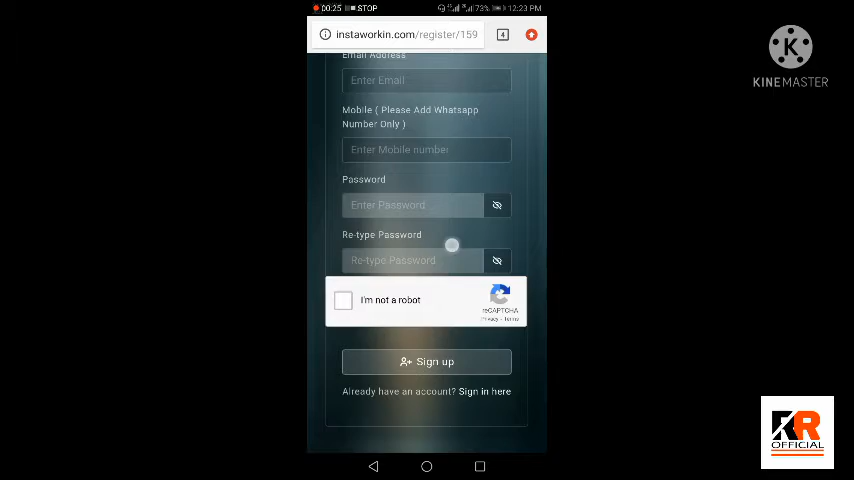 00:25 STOP 73% 12:23 PM
instaworkin.com/register/159 4
Email Address
Enter Email
Mobile ( Please Add Whatsapp
Number Only )
Enter Mobile number
Password
Enter Password
Re-type Password
Re-type Password
I'm not a robot
reCAPTCHA
Privacy - Terms
Sign up
Already have an account? Sign in here
K
KINEMASTER
KR
OFFICIAL